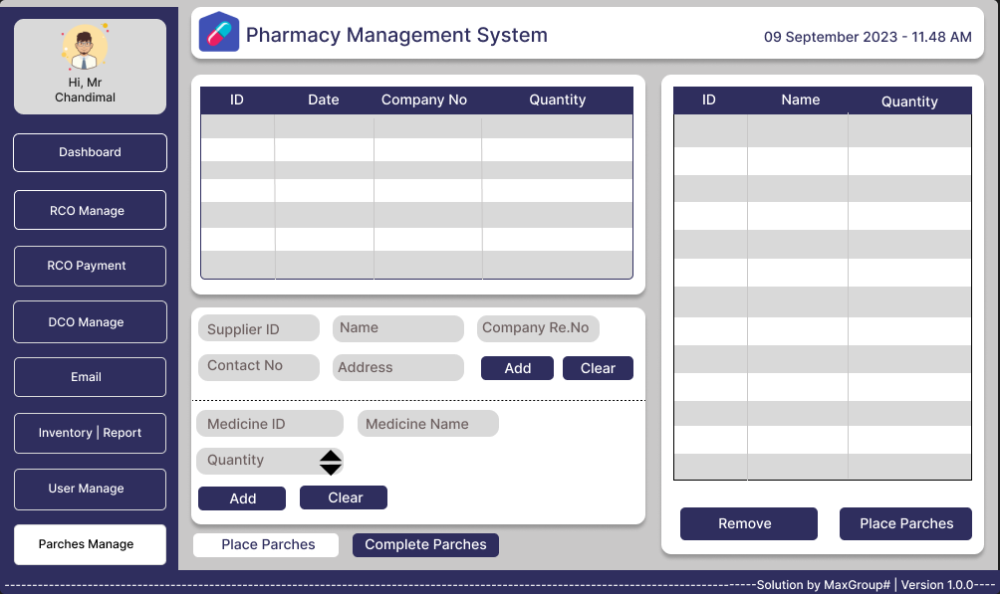 Hi, Mr
Chandimal
Dashboard
RCO Manage
RCO Payment
DCO Manage
Email
Inventory | Report
User Manage
Parches Manage
Pharmacy Management System
09 September 2023 - 11.48 AM
ID Date Company No Quantity
Supplier ID Name Company Re.No
Contact No Address Add Clear
Medicine ID Medicine Name
Quantity
Add Clear
Place Parches Complete Parches
ID Name Quantity
Remove Place Parches
Solution by MaxGroup# | Version 1.0.0